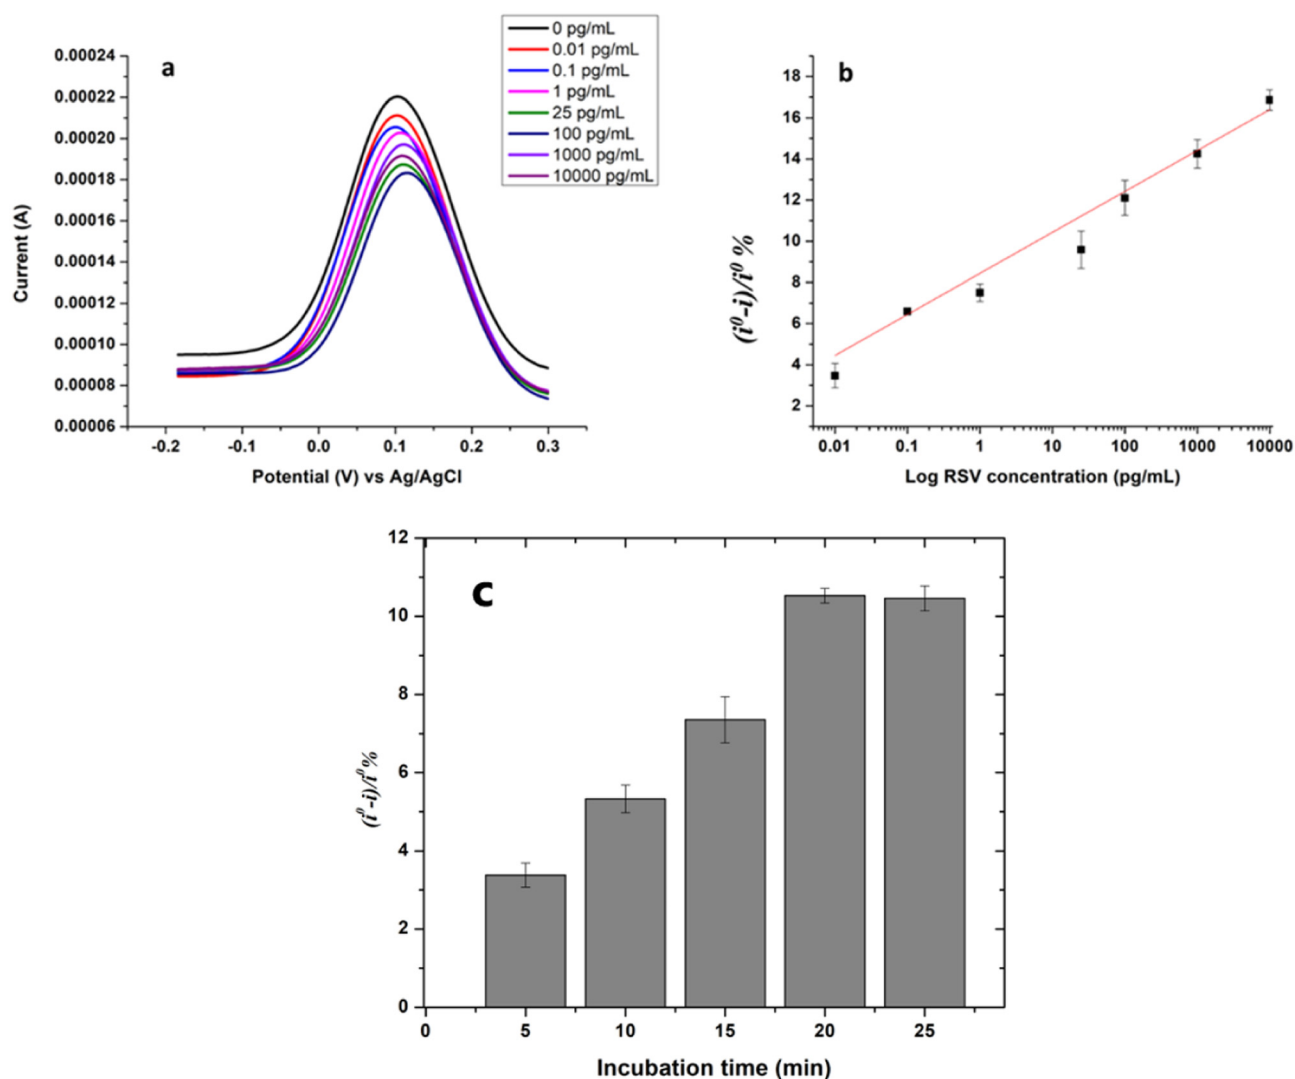 a
0 pg/mL
0.01 pg/mL
0.1 pg/mL
1 pg/mL
25 pg/mL
100 pg/mL
1000 pg/mL
10000 pg/mL
0.00024
0.00022
0.00020
0.00018
0.00016
0.00014
0.00012
0.00010
0.00008
0.00006
Current (A)
-0.2 -0.1 0.0 0.1 0.2 0.3
Potential (V) vs Ag/AgCl
b
18
16
14
12
10
8
6
4
2
(i⁰-i)/i⁰ %
0.01 0.1 1 10 100 1000 10000
Log RSV concentration (pg/mL)
c
12
10
8
6
4
2
0
(i⁰-i)/i⁰%
0 5 10 15 20 25
Incubation time (min)